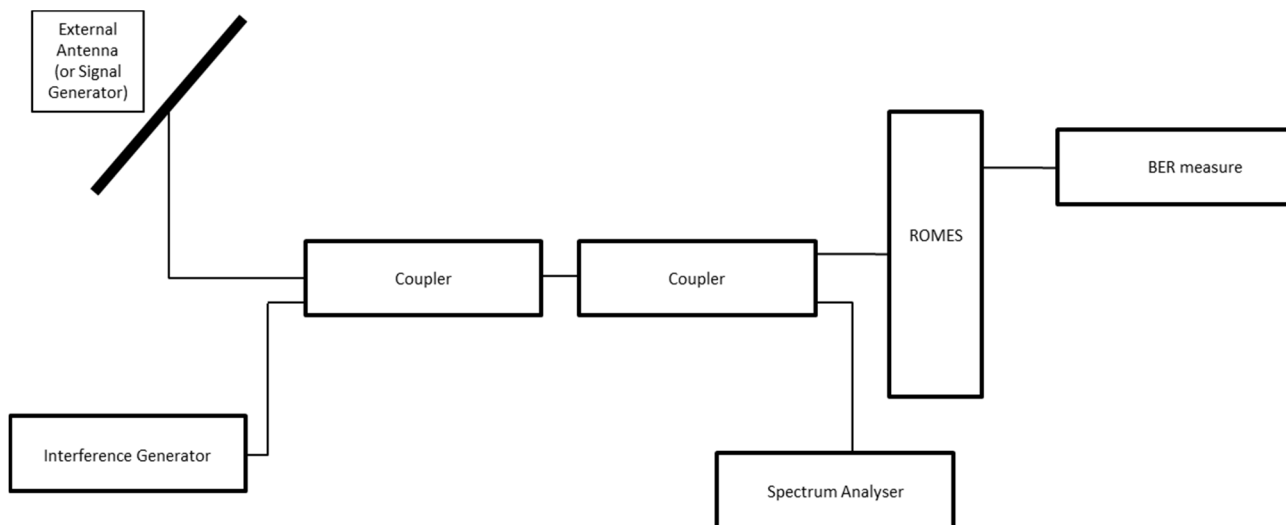 External
Antenna
(or Signal
Generator)
BER measure
ROMES
Coupler
Coupler
Interference Generator
Spectrum Analyser